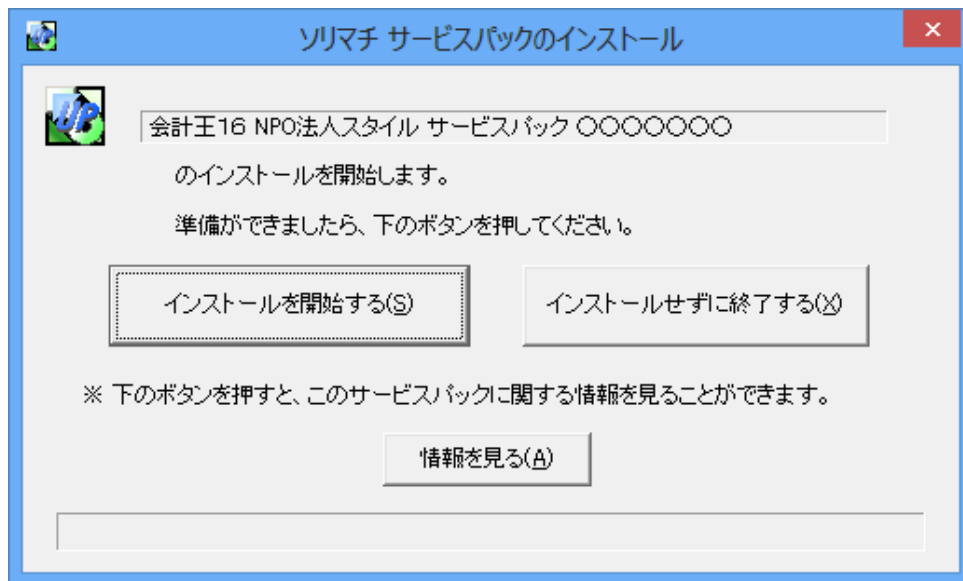 ソリマチ サービスパックのインストール
UP
会計王16 NPO法人スタイル サービスパック 〇〇〇〇〇〇〇
のインストールを開始します。
準備ができましたら、下のボタンを押してください。
インストールを開始する(S)
インストールせずに終了する(X)
※ 下のボタンを押すと、このサービスパックに関する情報を見ることができます。
情報を見る(A)